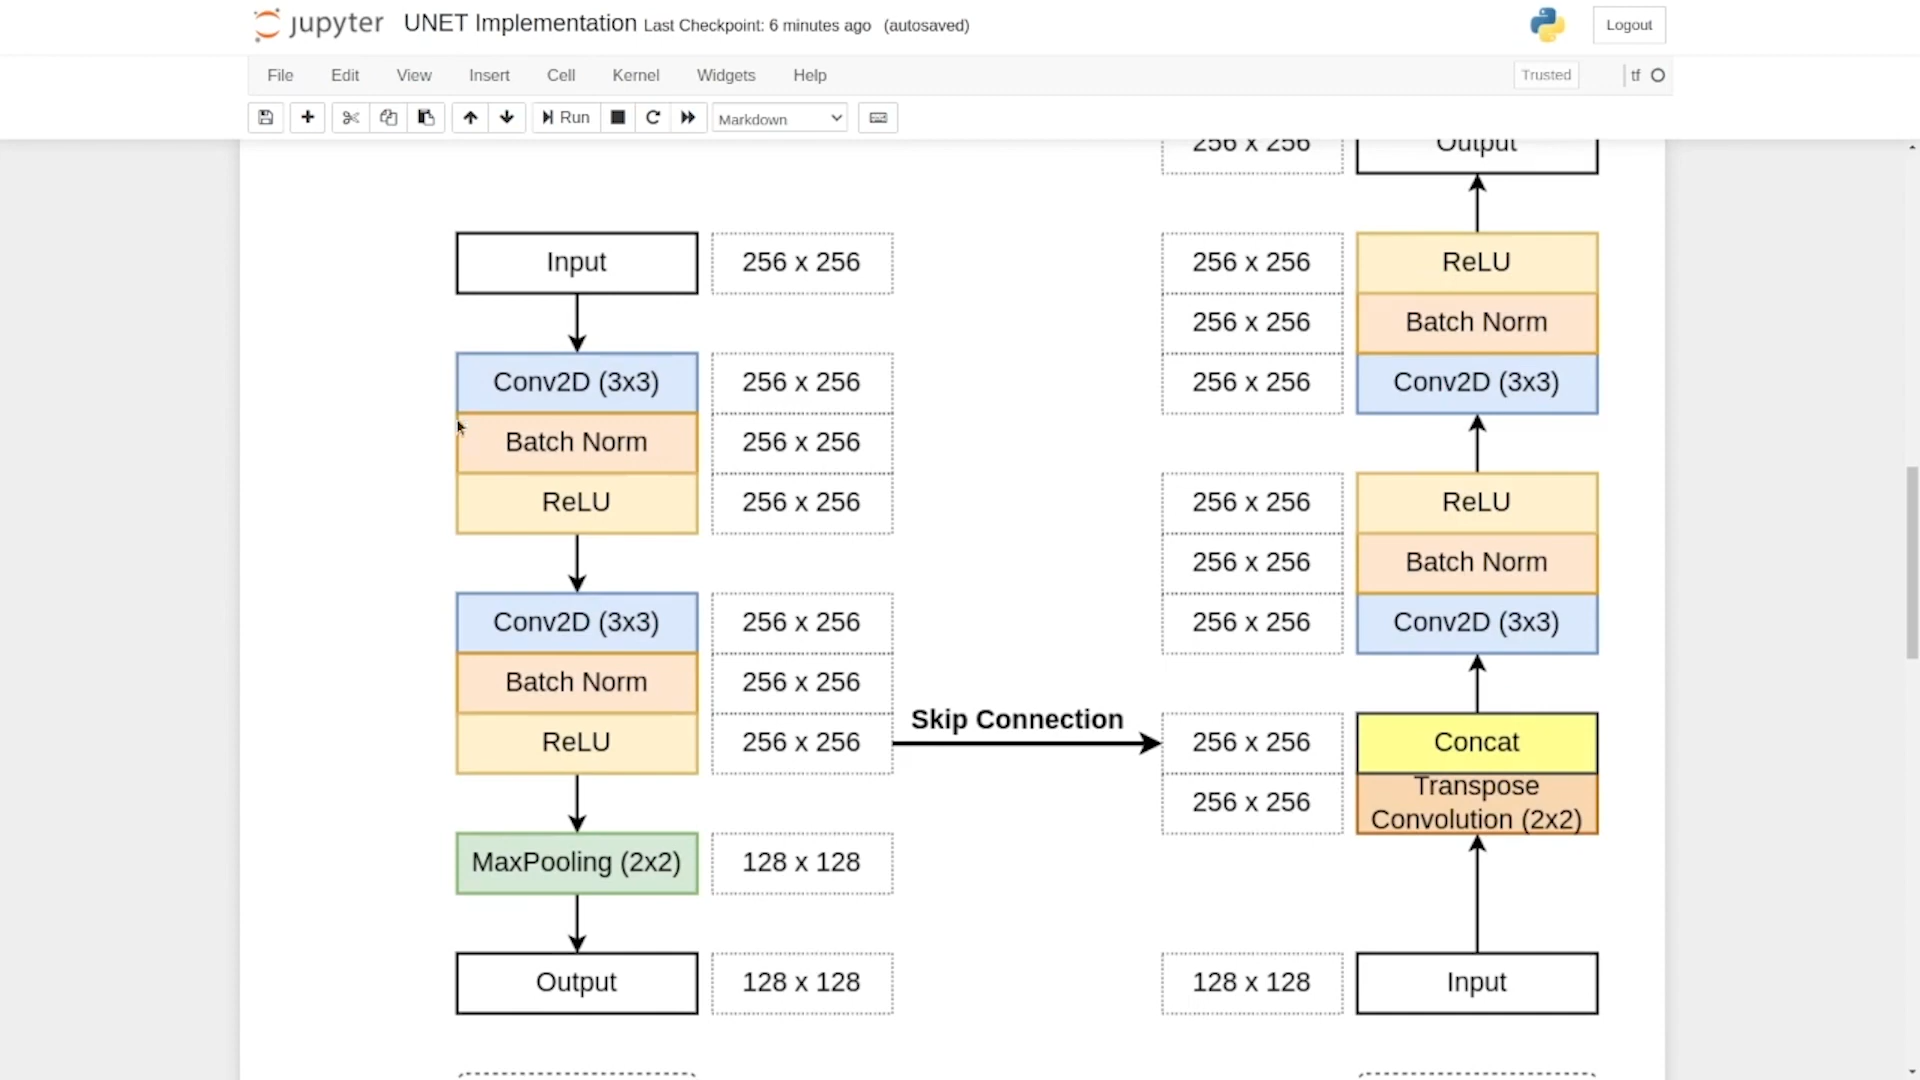 jupyter UNET Implementation Last Checkpoint: 6 minutes ago (autosaved)
Logout
File Edit View Insert Cell Kernel Widgets Help
Trusted
tf
Run
Markdown
256 x 256
Output
Input
256 x 256
Conv2D (3x3)
256 x 256
Batch Norm
256 x 256
ReLU
256 x 256
Conv2D (3x3)
256 x 256
Batch Norm
256 x 256
ReLU
256 x 256
MaxPooling (2x2)
128 x 128
Output
128 x 128
Skip Connection
256 x 256
ReLU
256 x 256
Batch Norm
256 x 256
Conv2D (3x3)
256 x 256
ReLU
256 x 256
Batch Norm
256 x 256
Conv2D (3x3)
256 x 256
Concat
256 x 256
Transpose
Convolution (2x2)
128 x 128
Input